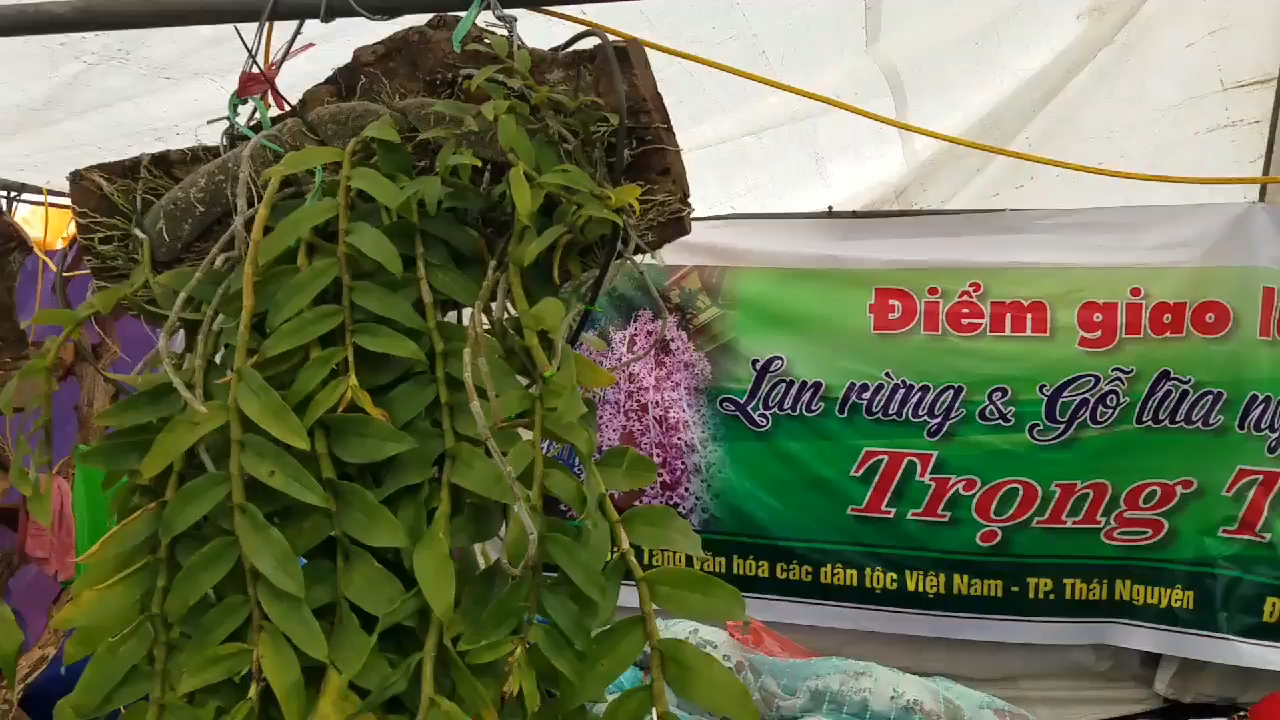 Điểm giao
Lan rừng & Gỗ lũa
Trọng T
Tàng văn hóa các dân tộc Việt Nam - TP. Thái Nguyên